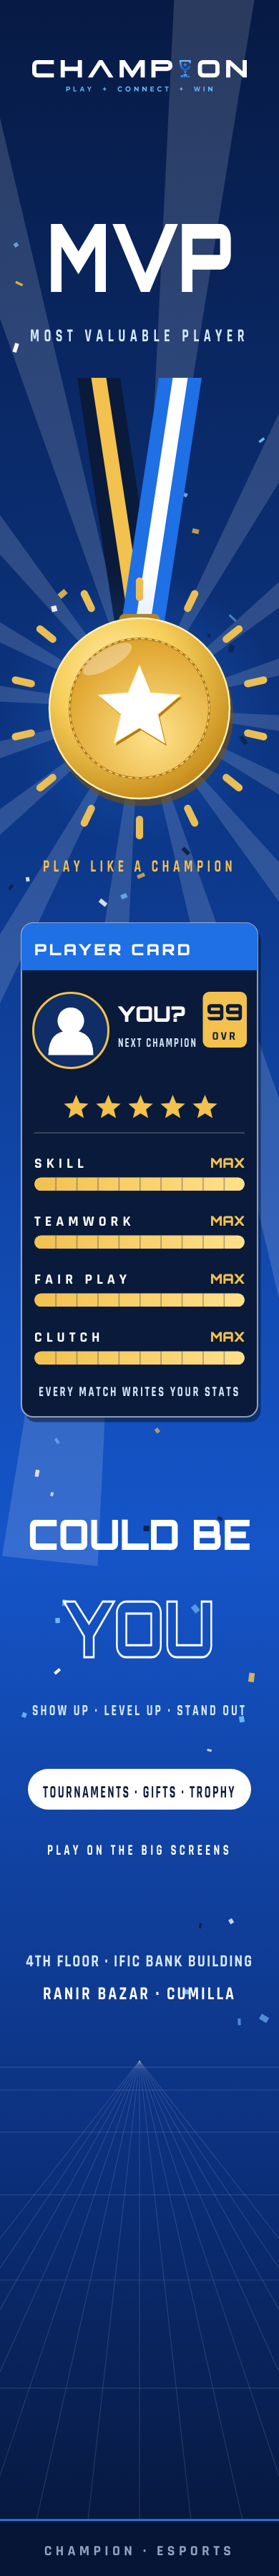 CHAMPION
PLAY + CONNECT + WIN
MVP
MOST VALUABLE PLAYER
PLAY LIKE A CHAMPION
PLAYER CARD
YOU?
NEXT CHAMPION
99
OVR
SKILL MAX
TEAMWORK MAX
FAIR PLAY MAX
CLUTCH MAX
EVERY MATCH WRITES YOUR STATS
COULD BE
YOU
SHOW UP · LEVEL UP · STAND OUT
TOURNAMENTS · GIFTS · TROPHY
PLAY ON THE BIG SCREENS
4TH FLOOR · IFIC BANK BUILDING
RANIR BAZAR · CUMILLA
CHAMPION · ESPORTS